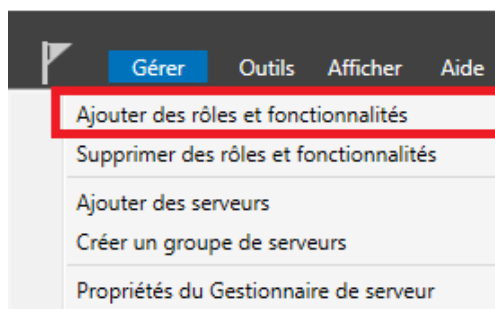 Gérer Outils Afficher Aide
Ajouter des rôles et fonctionnalités
Supprimer des rôles et fonctionnalités
Ajouter des serveurs
Créer un groupe de serveurs
Propriétés du Gestionnaire de serveur